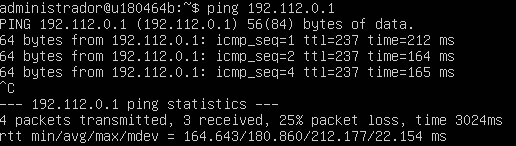 administrador@u180464b:~$ ping 192.112.0.1
PING 192.112.0.1 (192.112.0.1) 56(84) bytes of data.
64 bytes from 192.112.0.1: icmp_seq=1 ttl=237 time=212 ms
64 bytes from 192.112.0.1: icmp_seq=2 ttl=237 time=164 ms
64 bytes from 192.112.0.1: icmp_seq=4 ttl=237 time=165 ms
^C
--- 192.112.0.1 ping statistics ---
4 packets transmitted, 3 received, 25% packet loss, time 3024ms
rtt min/avg/max/mdev = 164.643/180.860/212.177/22.154 ms